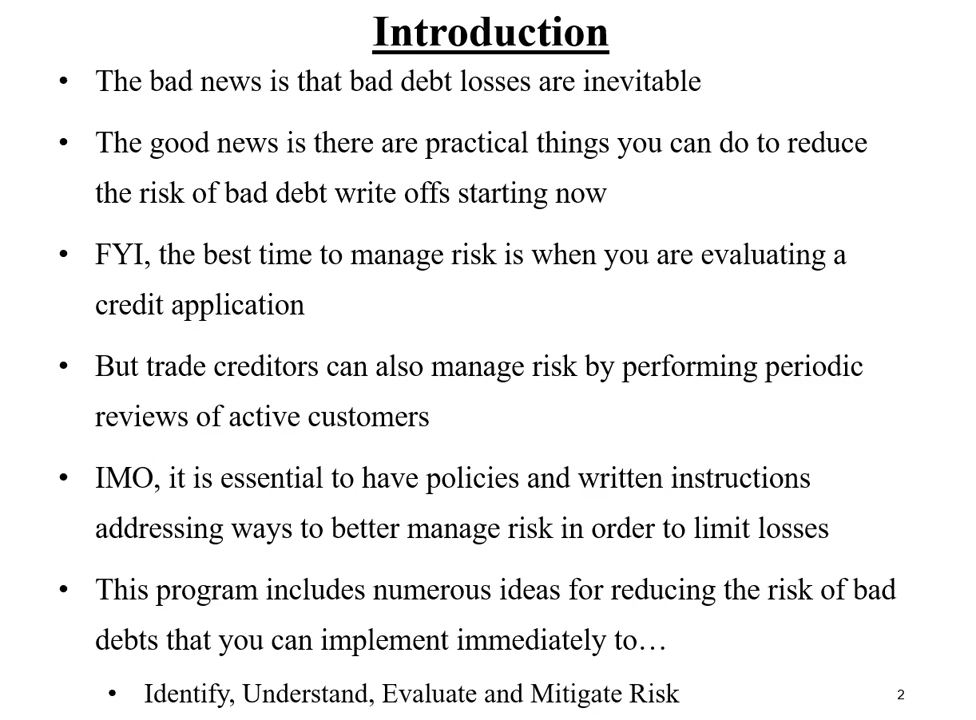 Introduction
• The bad news is that bad debt losses are inevitable
• The good news is there are practical things you can do to reduce
the risk of bad debt write offs starting now
• FYI, the best time to manage risk is when you are evaluating a
credit application
• But trade creditors can also manage risk by performing periodic
reviews of active customers
• IMO, it is essential to have policies and written instructions
addressing ways to better manage risk in order to limit losses
• This program includes numerous ideas for reducing the risk of bad
debts that you can implement immediately to…
• Identify, Understand, Evaluate and Mitigate Risk
2